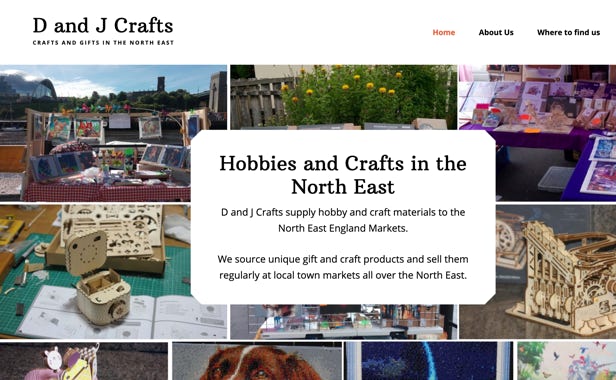 D and J Crafts
CRAFTS AND GIFTS IN THE NORTH EAST
Home
About Us
Where to find us
Hobbies and Crafts in the
North East
D and J Crafts supply hobby and craft materials to the
North East England Markets.
We source unique gift and craft products and sell them
regularly at local town markets all over the North East.